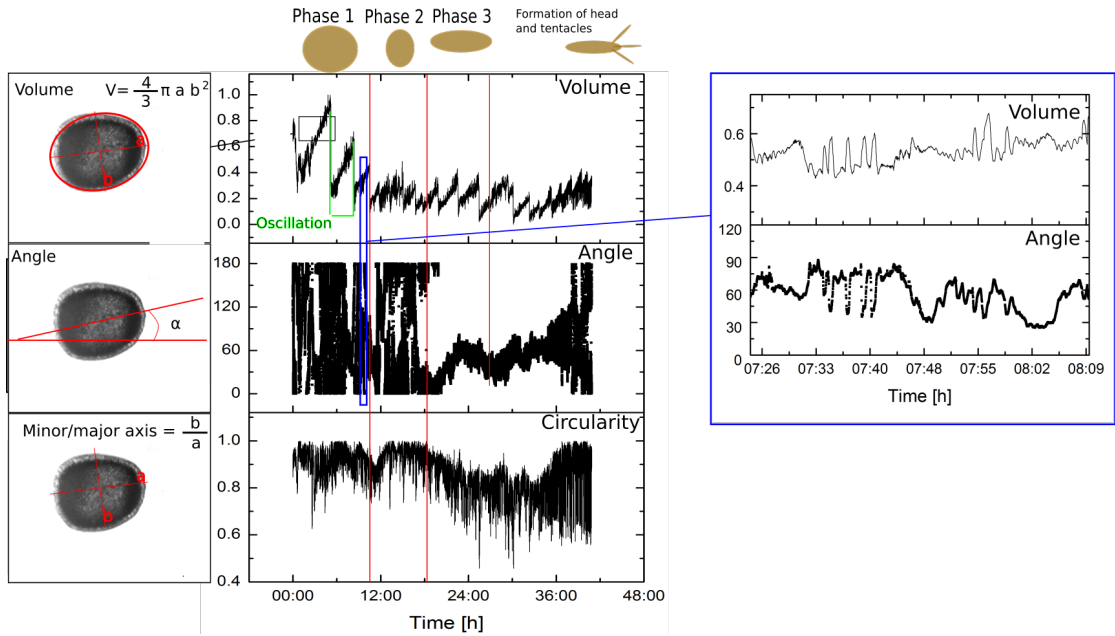 Phase 1 Phase 2 Phase 3
Formation of head
and tentacles
Volume V= 4/3 π a b²
a
b
Volume
1.0
0.8
0.6
0.4
0.2
0.0
Oscillation
Angle
α
Angle
180
120
60
0
Minor/major axis = b/a
a
b
Circularity
1.0
0.8
0.6
0.4
00:00 12:00 24:00 36:00 48:00
Time [h]
Volume
0.6
0.4
Angle
120
90
60
30
0
07:26 07:33 07:40 07:48 07:55 08:02 08:09
Time [h]